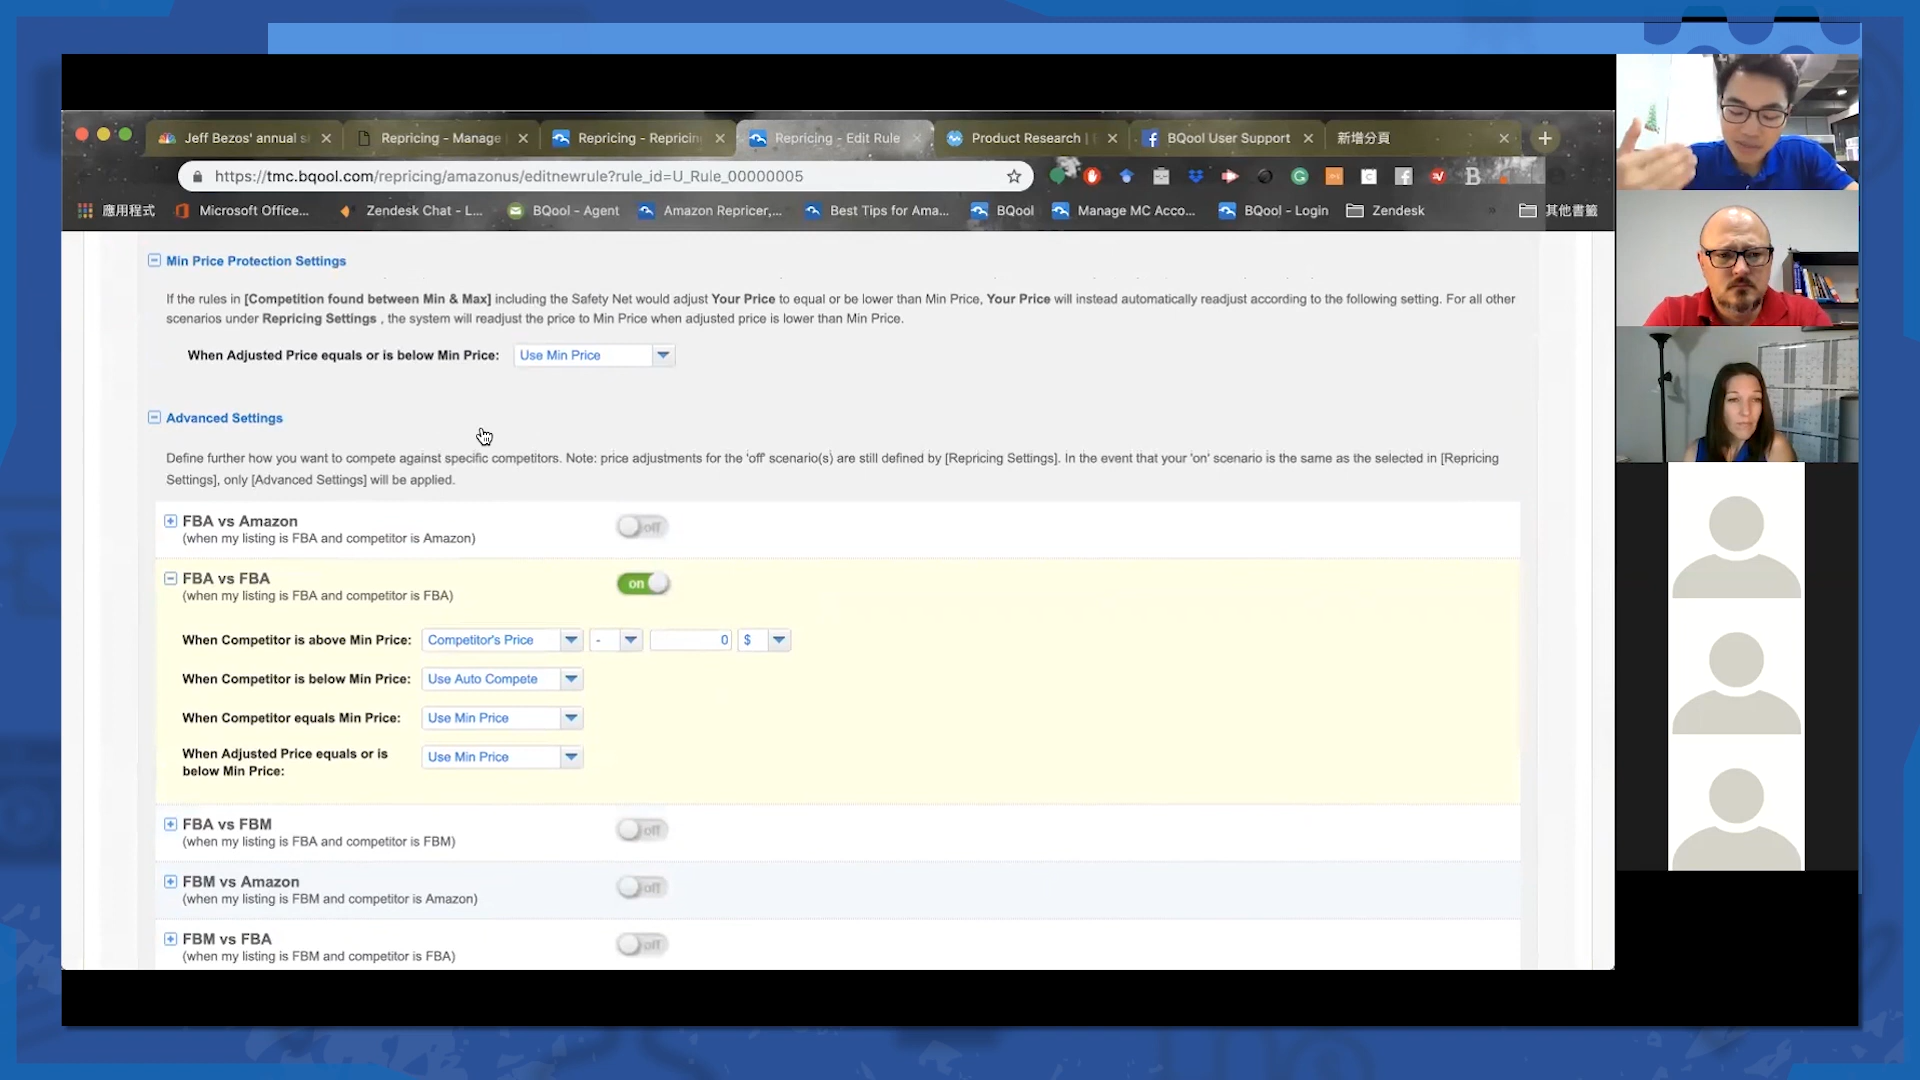 Jeff Bezos' annual s
Repricing - Manage
Repricing - Repricin
Repricing - Edit Rule
Product Research |
BQool User Support
新增分頁
https://tmc.bqool.com/repricing/amazonus/editnewrule?rule_id=U_Rule_00000005
應用程式
Microsoft Office...
Zendesk Chat - L...
BQool - Agent
Amazon Repricer,...
Best Tips for Ama...
BQool
Manage MC Acco...
BQool - Login
Zendesk
»
其他書籤
Min Price Protection Settings
If the rules in [Competition found between Min & Max] including the Safety Net would adjust Your Price to equal or be lower than Min Price, Your Price will instead automatically readjust according to the following setting. For all other
scenarios under Repricing Settings , the system will readjust the price to Min Price when adjusted price is lower than Min Price.
When Adjusted Price equals or is below Min Price: Use Min Price
Advanced Settings
Define further how you want to compete against specific competitors. Note: price adjustments for the 'off' scenario(s) are still defined by [Repricing Settings]. In the event that your 'on' scenario is the same as the selected in [Repricing
Settings], only [Advanced Settings] will be applied.
FBA vs Amazon off
(when my listing is FBA and competitor is Amazon)
FBA vs FBA on
(when my listing is FBA and competitor is FBA)
When Competitor is above Min Price: Competitor's Price - 0 $
When Competitor is below Min Price: Use Auto Compete
When Competitor equals Min Price: Use Min Price
When Adjusted Price equals or is
below Min Price: Use Min Price
FBA vs FBM off
(when my listing is FBA and competitor is FBM)
FBM vs Amazon off
(when my listing is FBM and competitor is Amazon)
FBM vs FBA off
(when my listing is FBM and competitor is FBA)